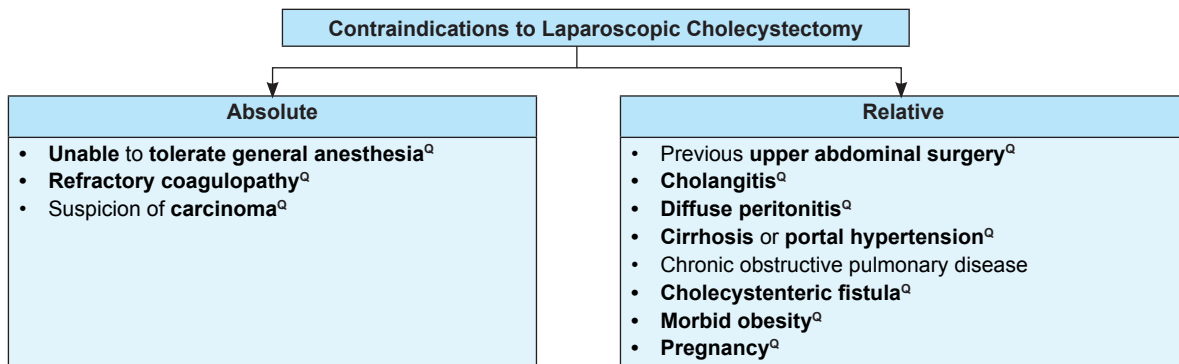 Contraindications to Laparoscopic Cholecystectomy
Absolute
• Unable to tolerate general anesthesiaQ
• Refractory coagulopathyQ
• Suspicion of carcinomaQ
Relative
• Previous upper abdominal surgeryQ
• CholangitisQ
• Diffuse peritonitisQ
• Cirrhosis or portal hypertensionQ
• Chronic obstructive pulmonary disease
• Cholecystenteric fistulaQ
• Morbid obesityQ
• PregnancyQ